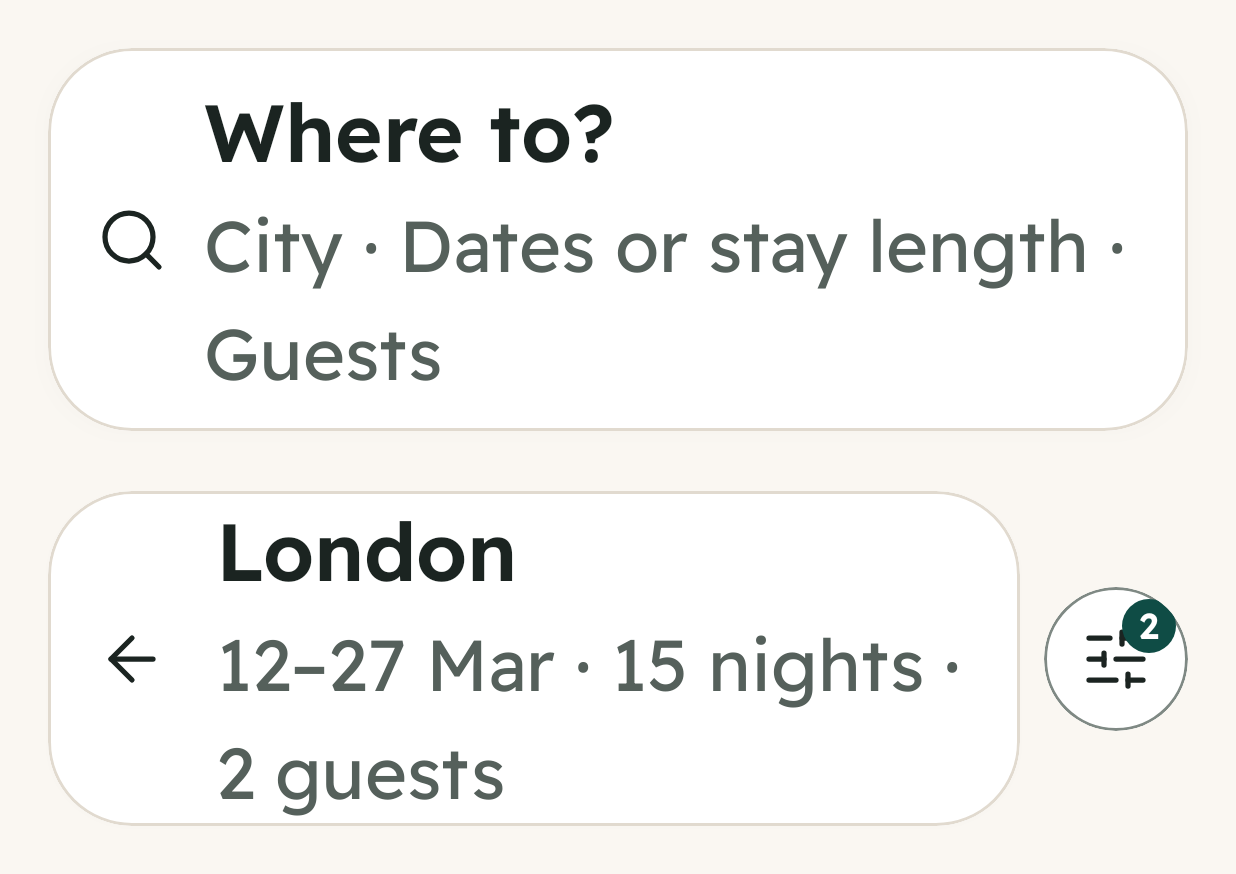 Where to?
City · Dates or stay length ·
Guests
London
12–27 Mar · 15 nights ·
2 guests
2